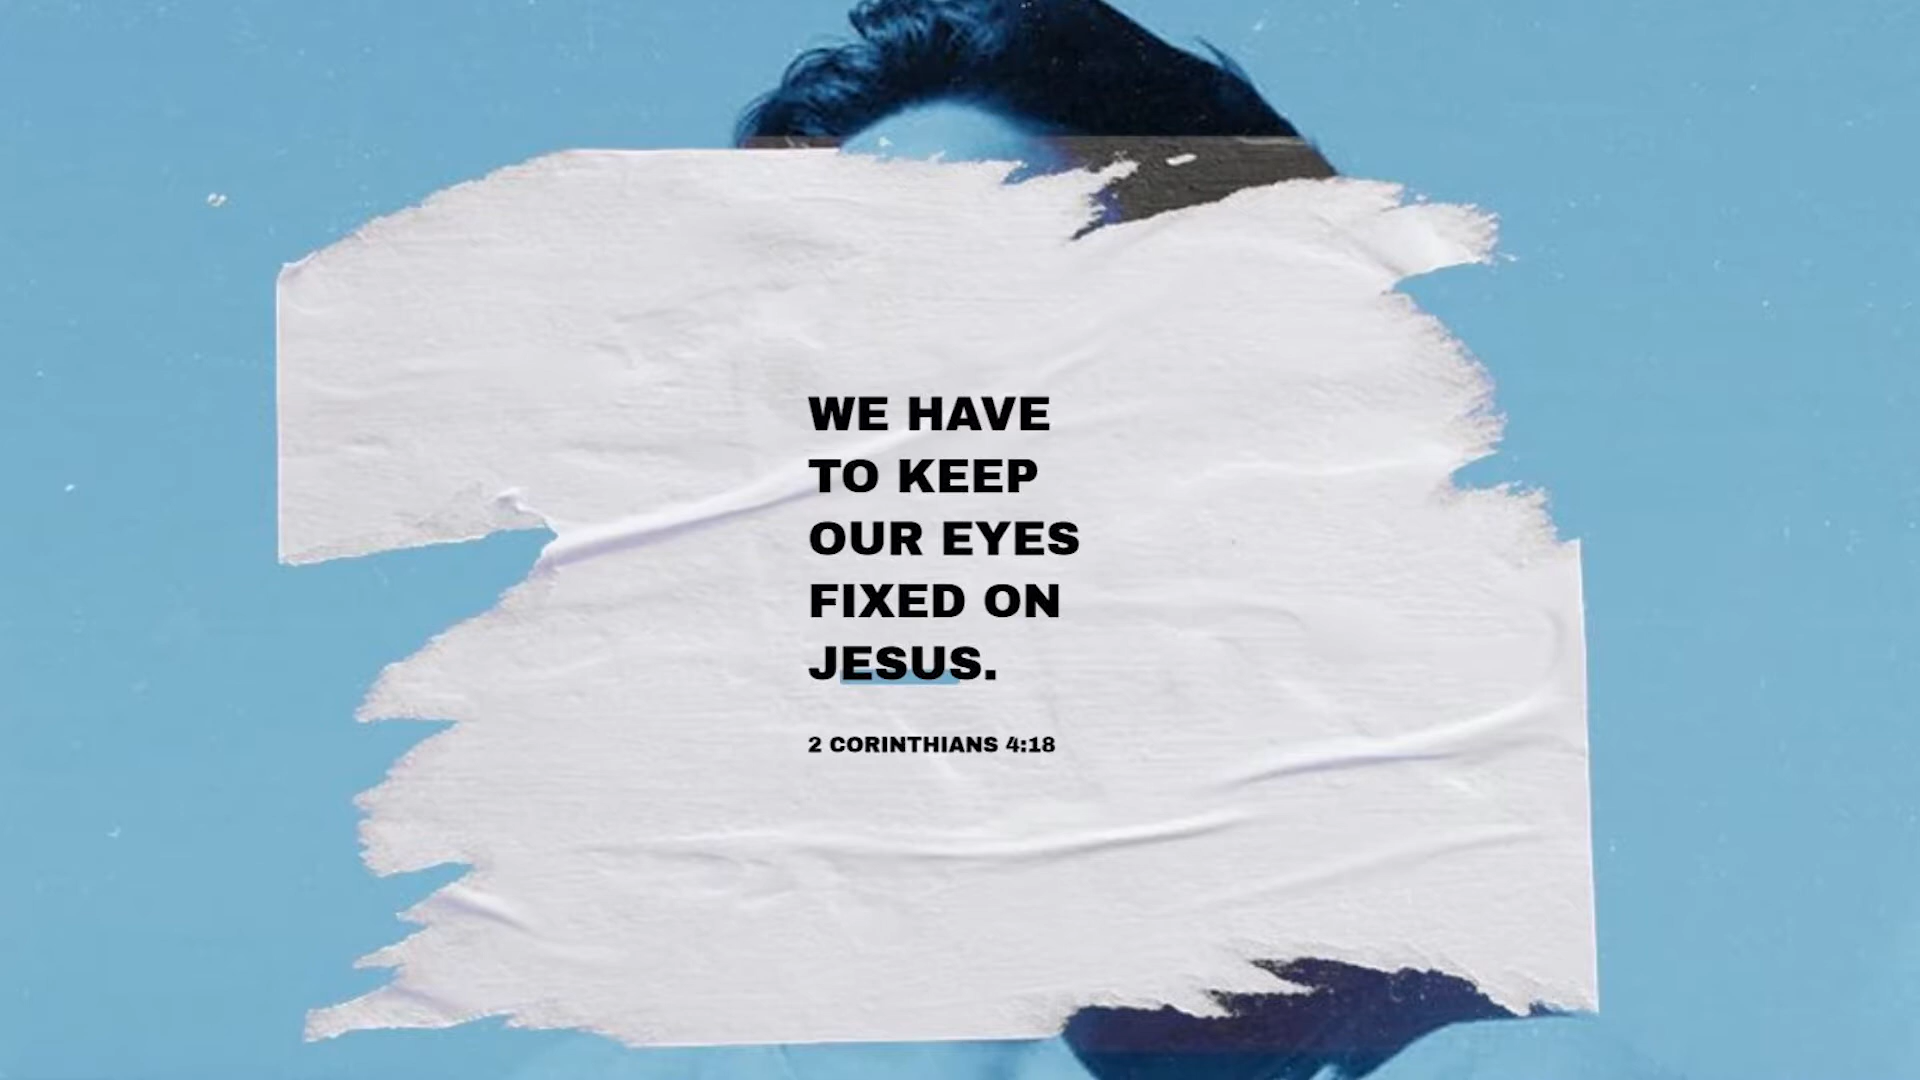 WE HAVE
TO KEEP
OUR EYES
FIXED ON
JESUS.
2 CORINTHIANS 4:18